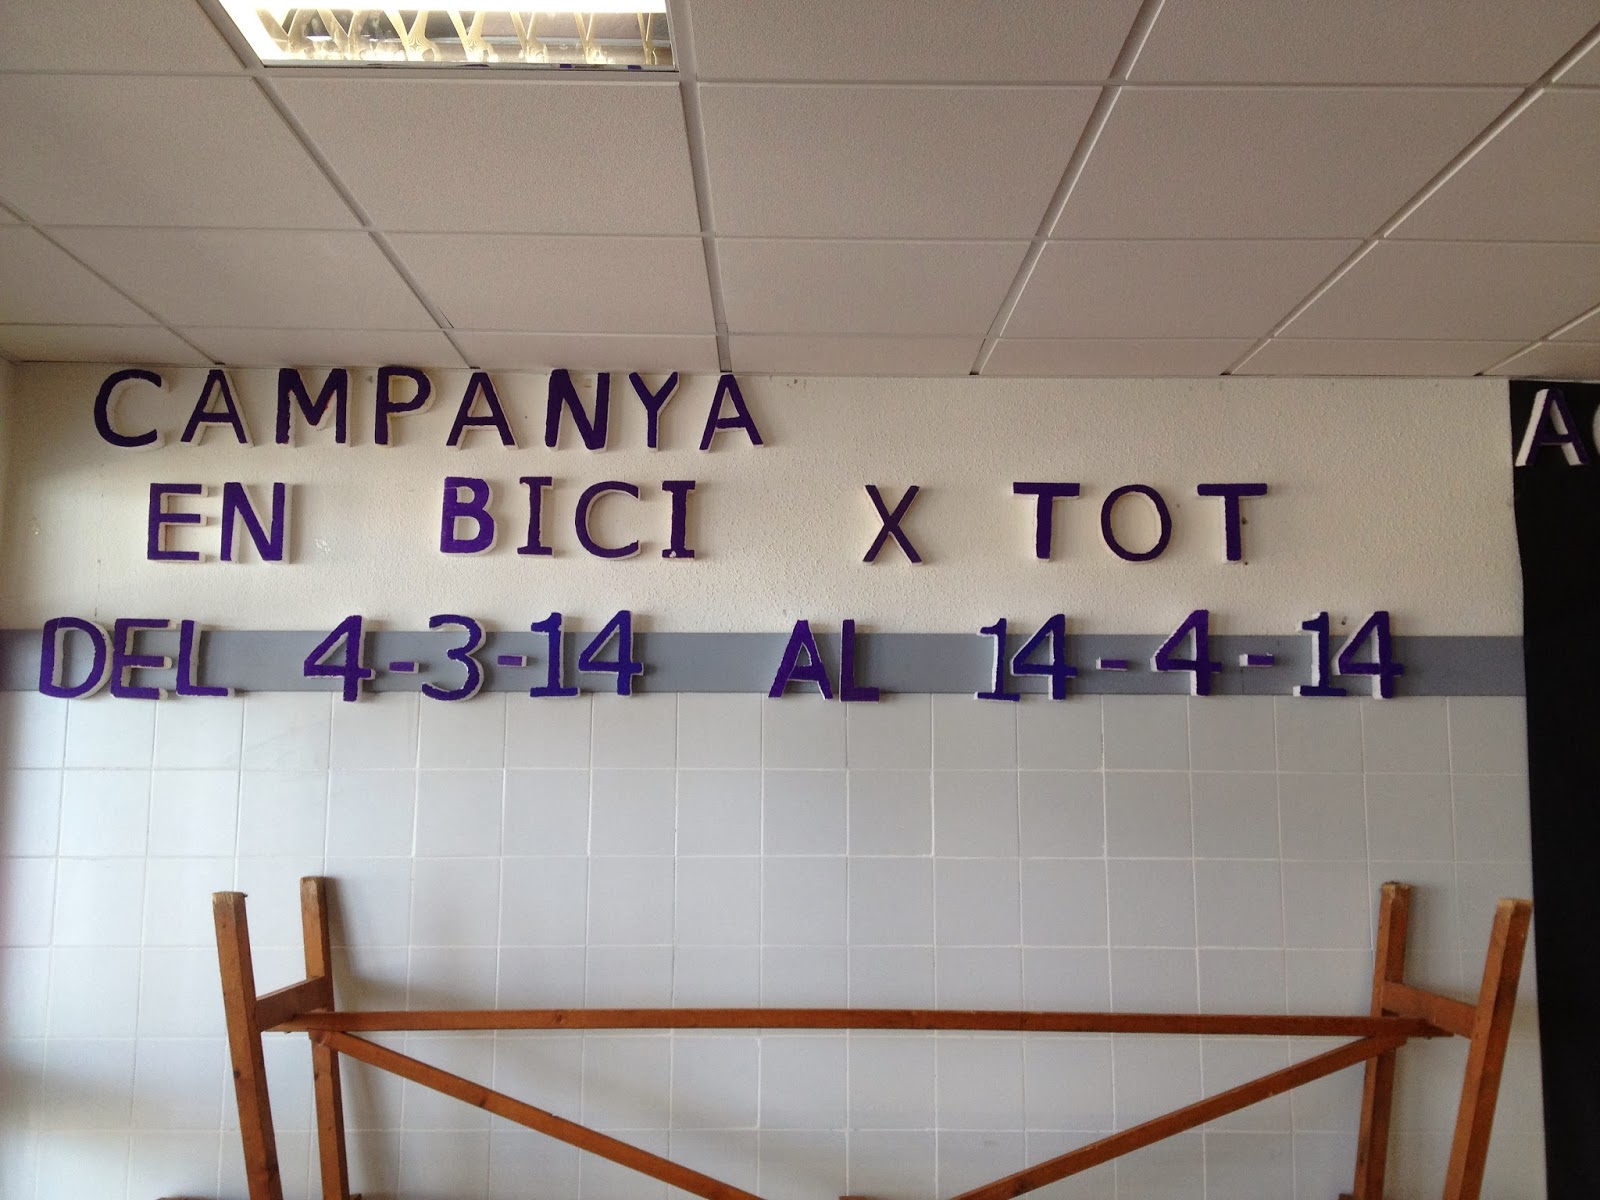 CAMPANYA
EN BICI X TOT
DEL 4-3-14 AL 14-4-14